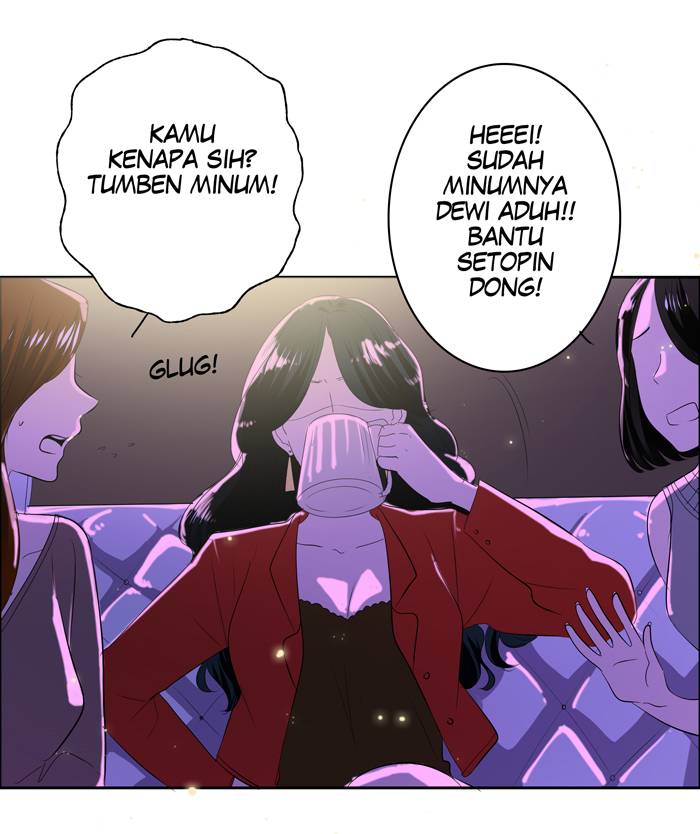 KAMU
KENAPA SIH?
TUMBEN MINUM!
HEEEI!
SUDAH
MINUMNYA
DEWI ADUH!!
BANTU
SETOPIN
DONG!
GLUG!